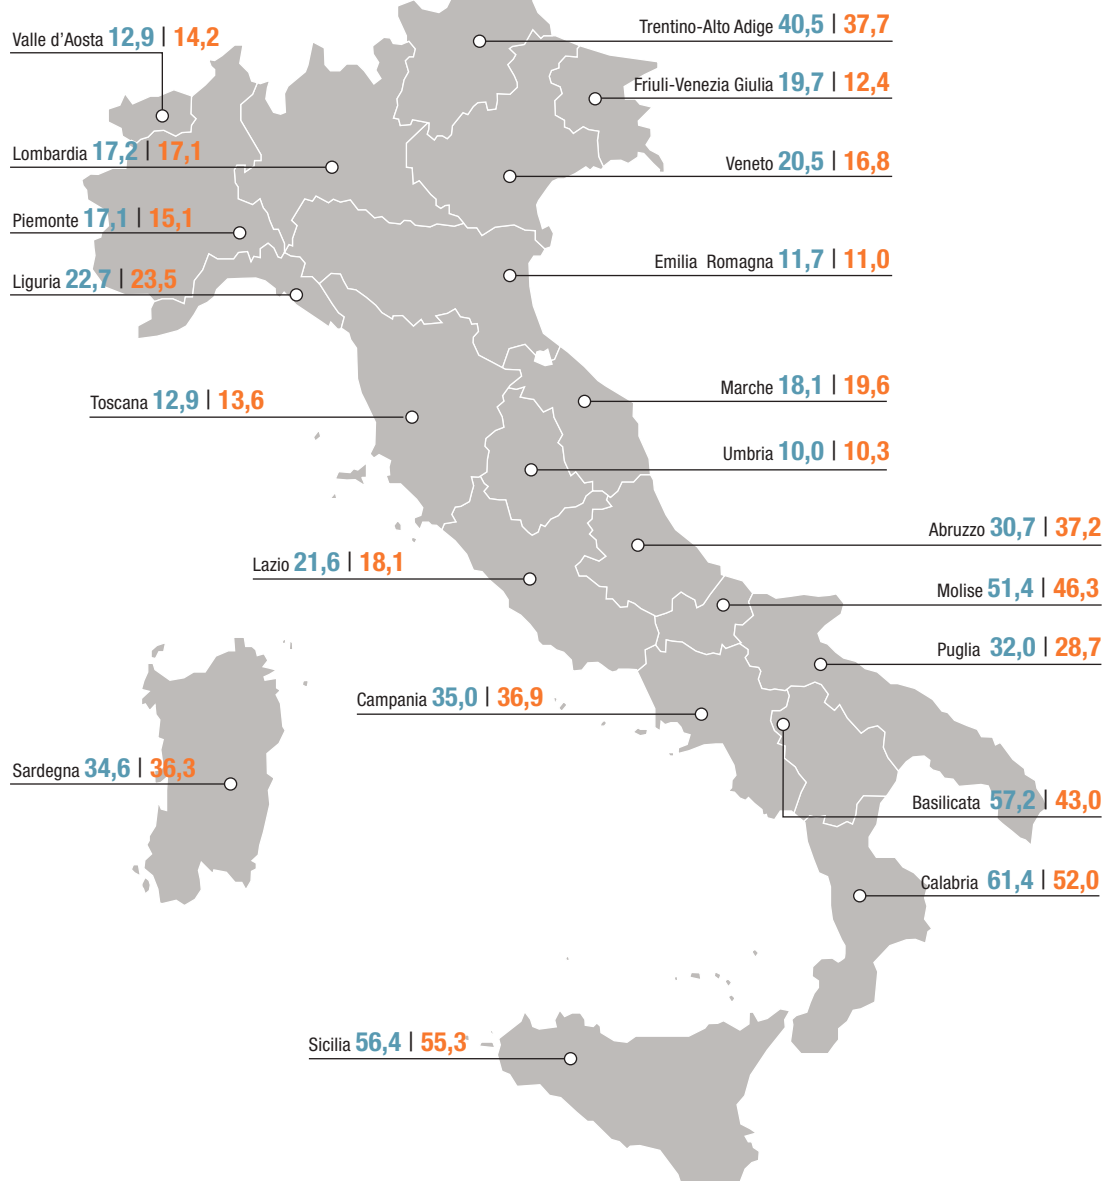 Trentino-Alto Adige 40,5 | 37,7
Valle d’Aosta 12,9 | 14,2
Friuli-Venezia Giulia 19,7 | 12,4
Lombardia 17,2 | 17,1
Veneto 20,5 | 16,8
Piemonte 17,1 | 15,1
Emilia Romagna 11,7 | 11,0
Liguria 22,7 | 23,5
Marche 18,1 | 19,6
Toscana 12,9 | 13,6
Umbria 10,0 | 10,3
Abruzzo 30,7 | 37,2
Lazio 21,6 | 18,1
Molise 51,4 | 46,3
Puglia 32,0 | 28,7
Campania 35,0 | 36,9
Sardegna 34,6 | 36,3
Basilicata 57,2 | 43,0
Calabria 61,4 | 52,0
Sicilia 56,4 | 55,3